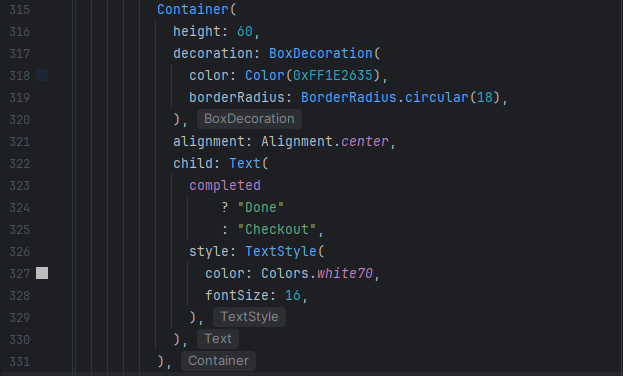 315 Container(
316 height: 60,
317 decoration: BoxDecoration(
318 color: Color(0xFF1E2635),
319 borderRadius: BorderRadius.circular(18),
320 ), BoxDecoration
321 alignment: Alignment.center,
322 child: Text(
323 completed
324 ? "Done"
325 : "Checkout",
326 style: TextStyle(
327 color: Colors.white70,
328 fontSize: 16,
329 ), TextStyle
330 ), Text
331 ), Container